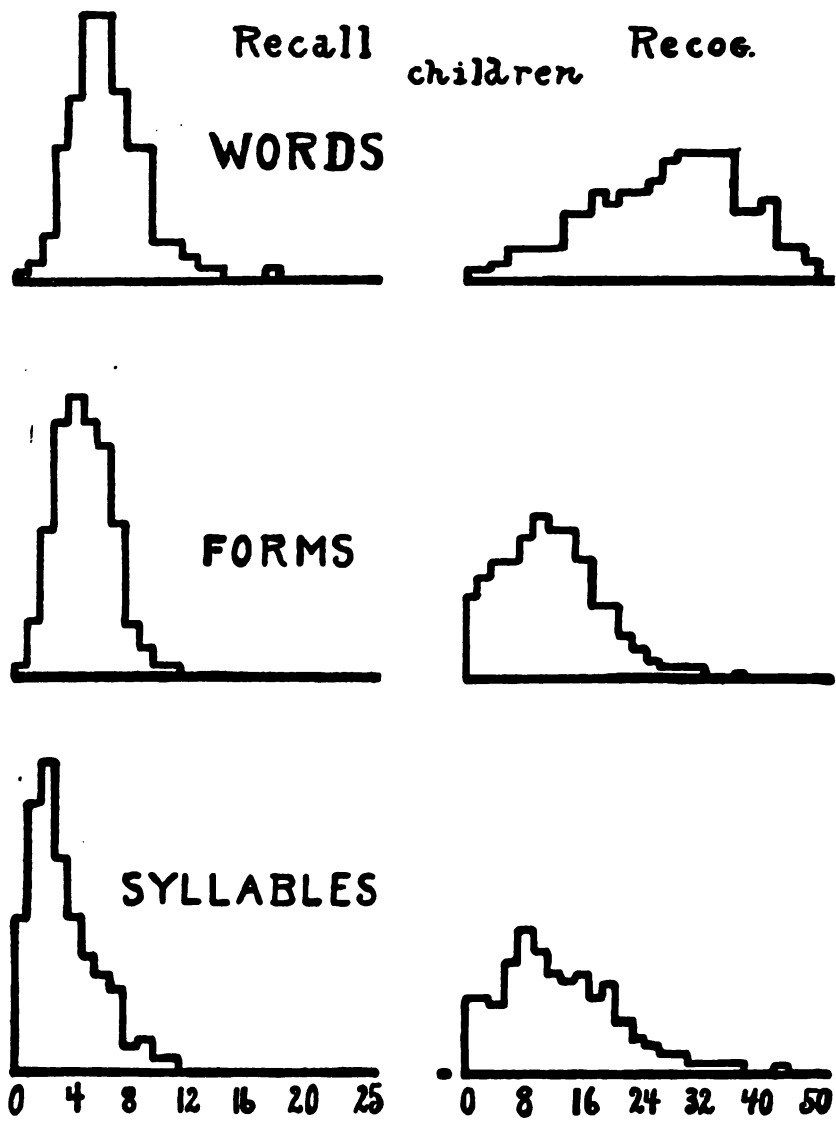 Recall Recog.
children
WORDS
FORMS
SYLLABLES
0 4 8 12 16 20 25 0 8 16 24 32 40 50